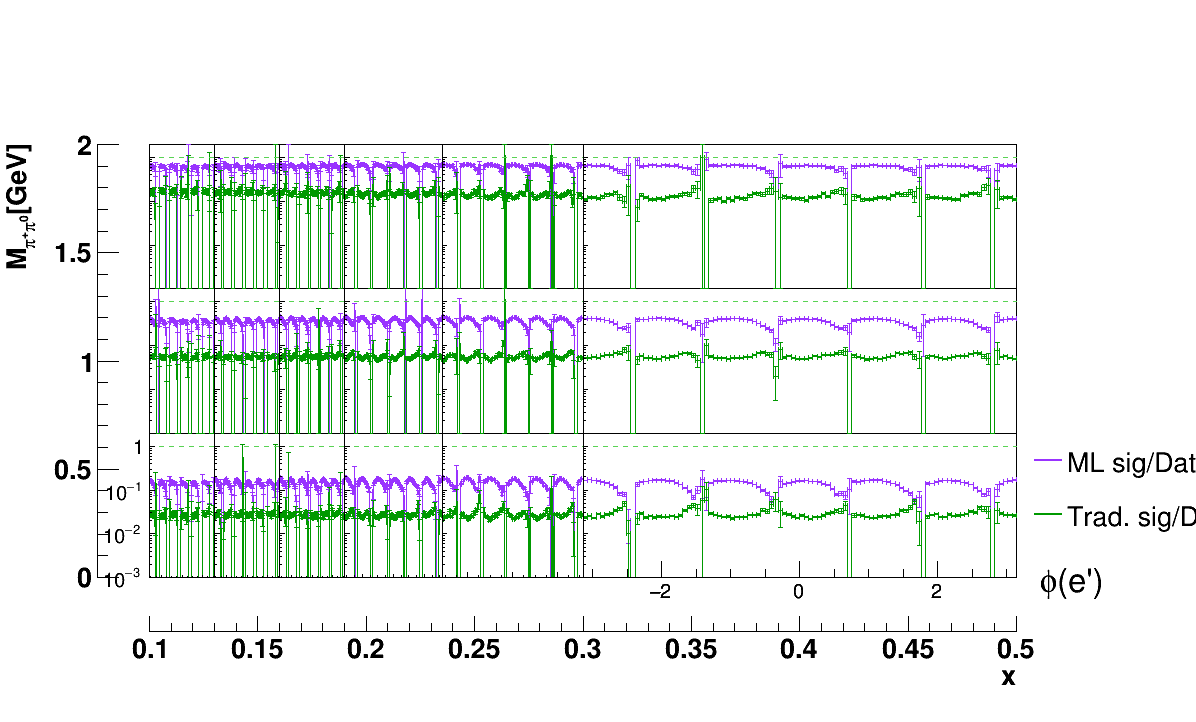 M π⁺π⁰ [GeV]
2
1.5
1
0.5
0
1
10⁻¹
10⁻²
10⁻³
ML sig/Dat
Trad. sig/D
−2 0 2
ϕ(e')
0.1 0.15 0.2 0.25 0.3 0.35 0.4 0.45 0.5
x